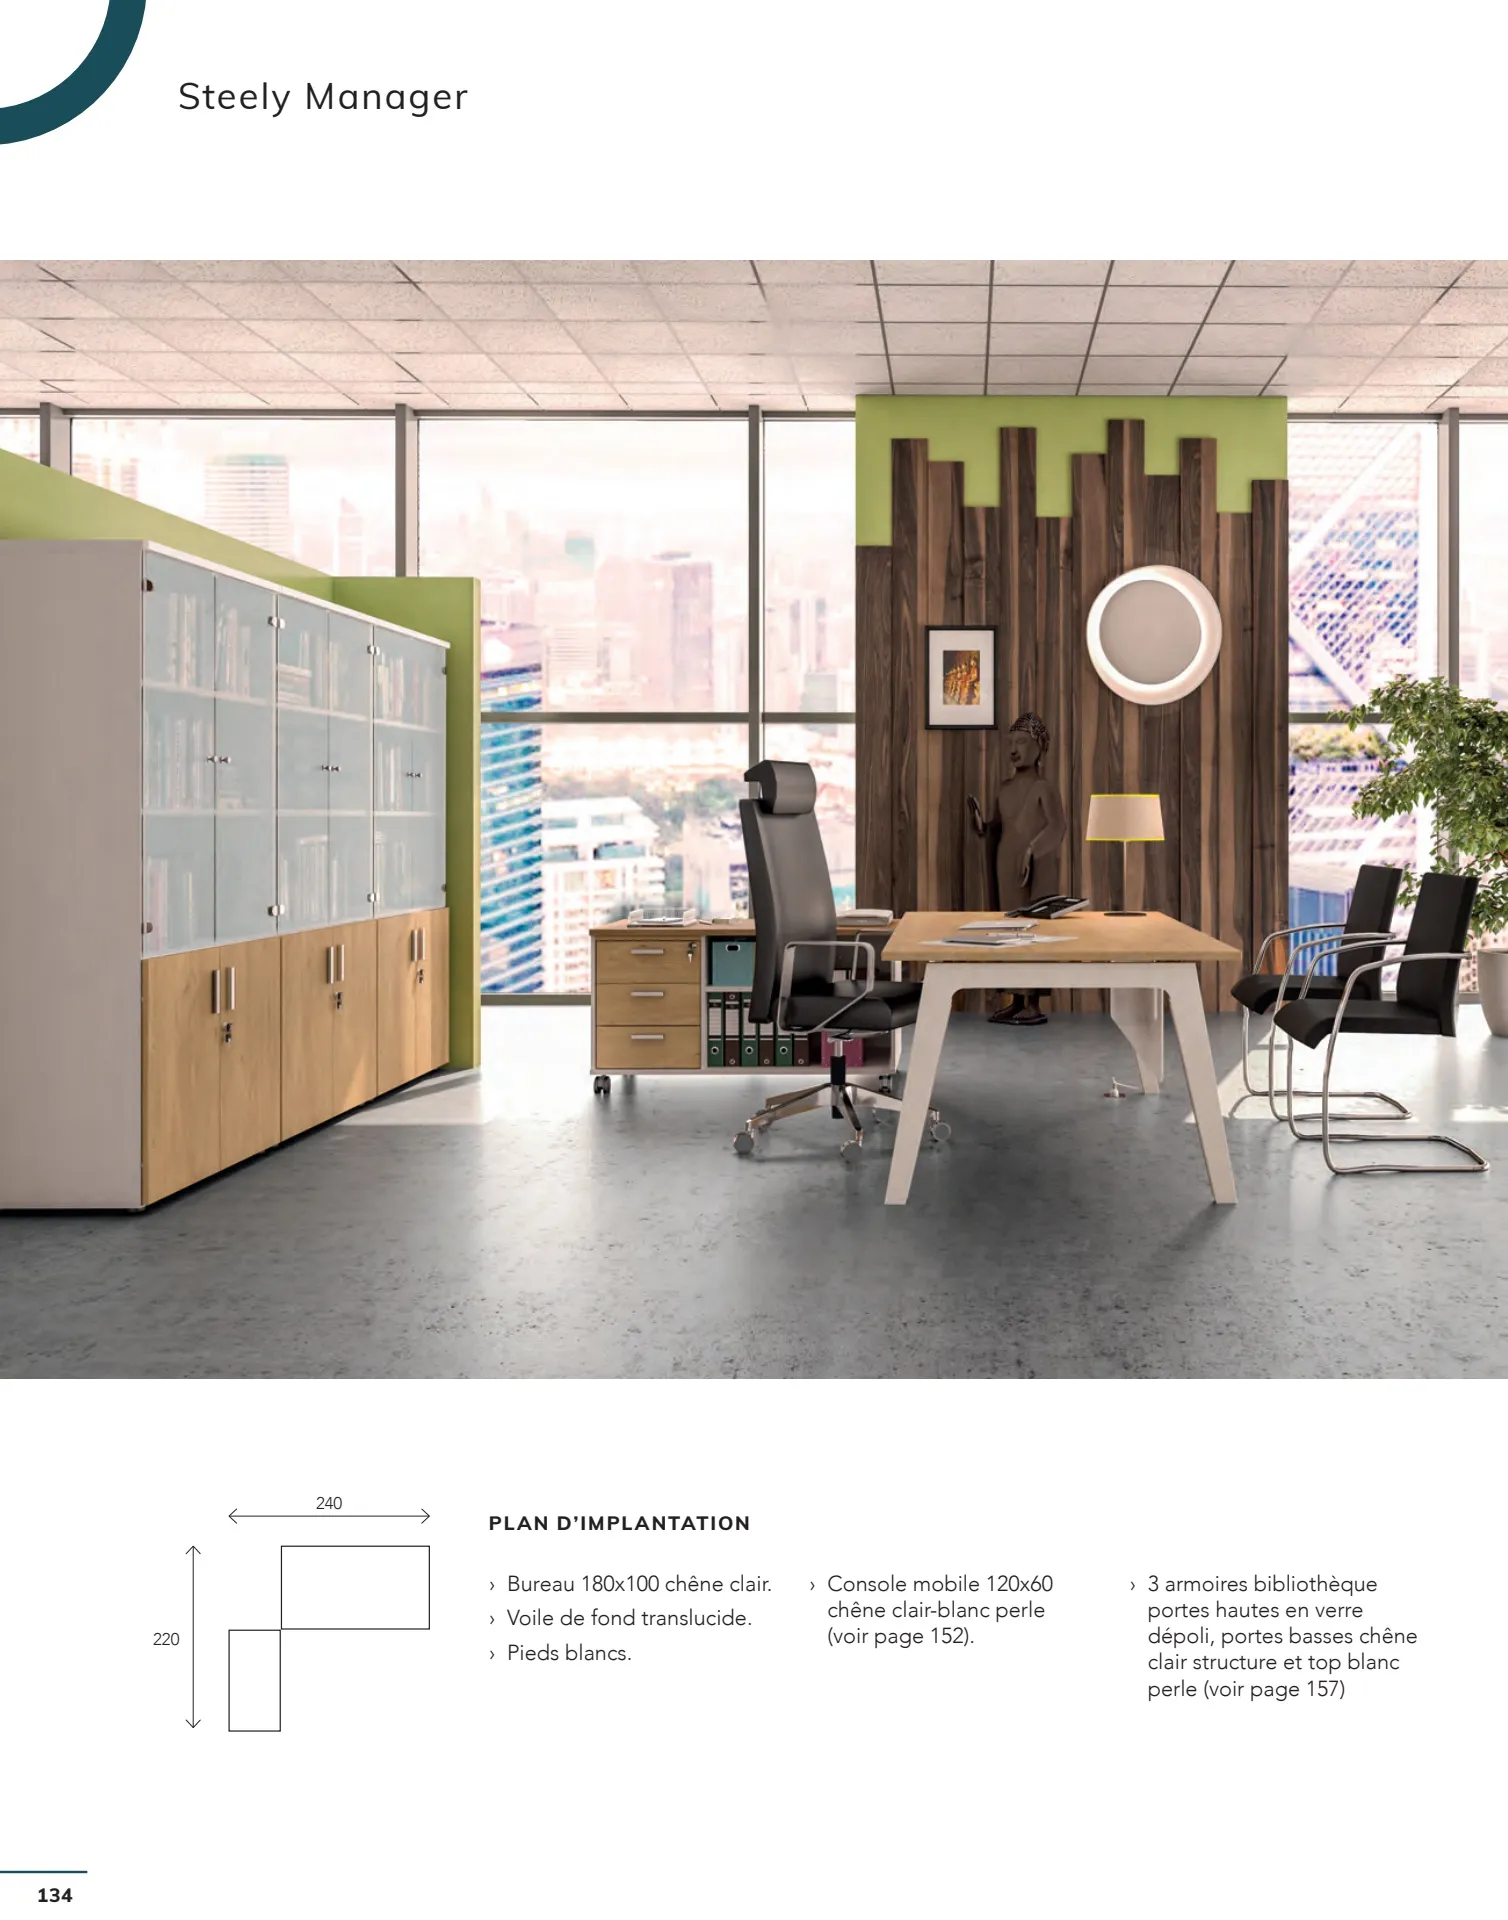 Steely Manager
240
220
PLAN D’IMPLANTATION
› Bureau 180x100 chêne clair.
› Voile de fond translucide.
› Pieds blancs.
› Console mobile 120x60
chêne clair-blanc perle
(voir page 152).
› 3 armoires bibliothèque
portes hautes en verre
dépoli, portes basses chêne
clair structure et top blanc
perle (voir page 157)
134